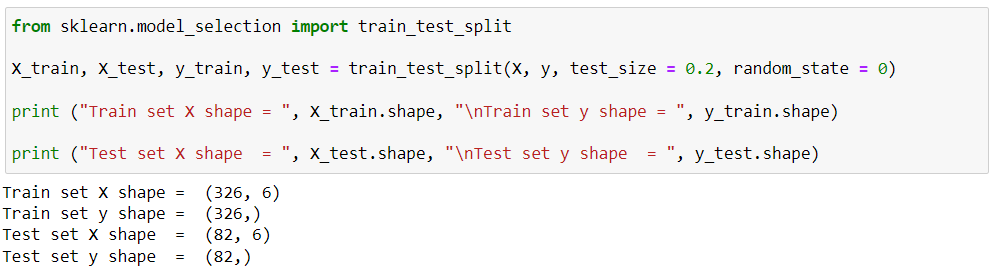 from sklearn.model_selection import train_test_split
X_train, X_test, y_train, y_test = train_test_split(X, y, test_size = 0.2, random_state = 0)
print ("Train set X shape = ", X_train.shape, "\nTrain set y shape = ", y_train.shape)
print ("Test set X shape  = ", X_test.shape, "\nTest set y shape  = ", y_test.shape)
Train set X shape =  (326, 6)
Train set y shape =  (326,)
Test set X shape  =  (82, 6)
Test set y shape  =  (82,)